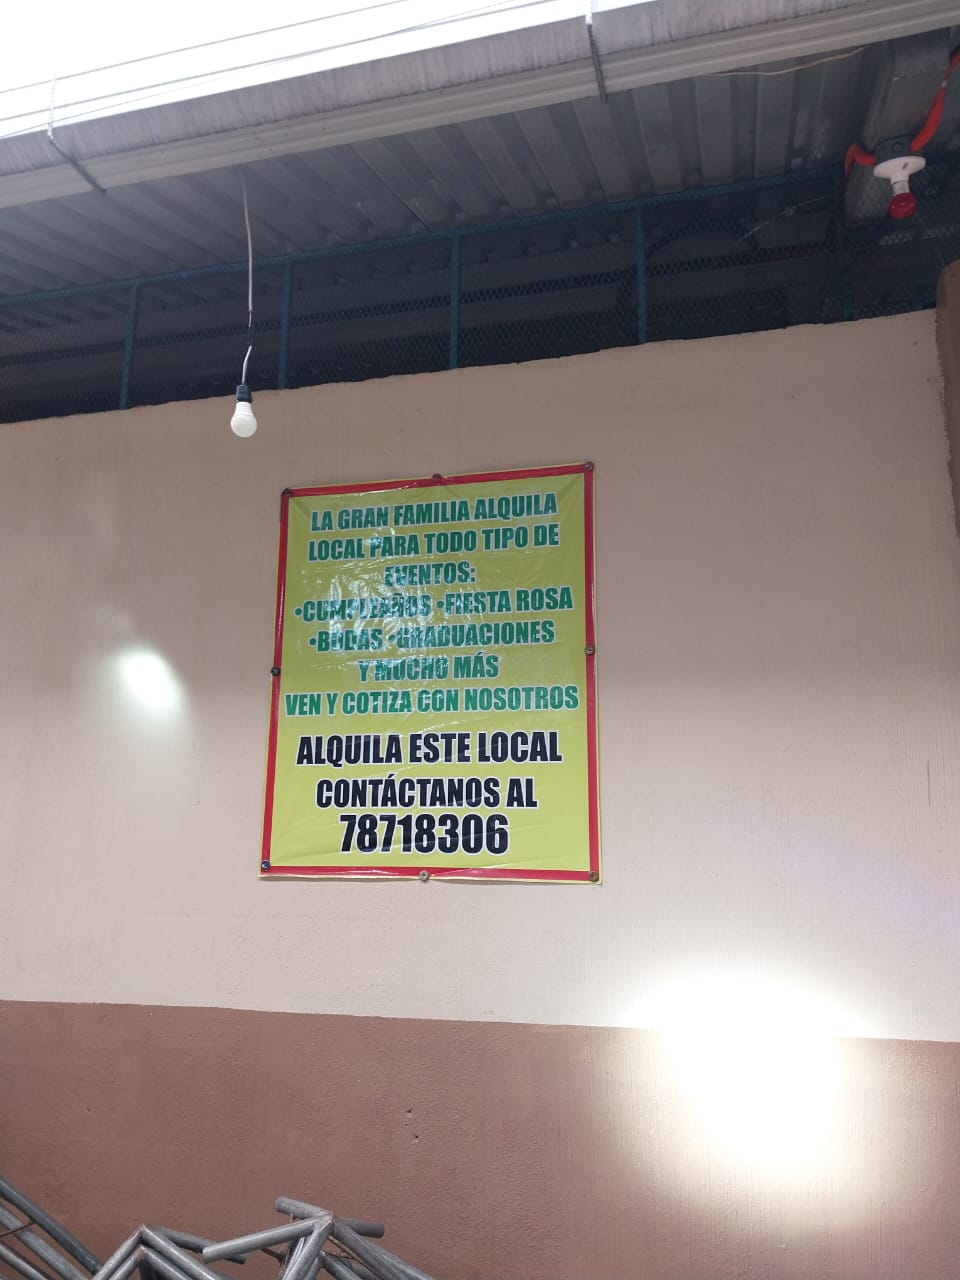 LA GRAN FAMILIA ALQUILA
LOCAL PARA TODO TIPO DE
EVENTOS:
•CUMPLEAÑOS •FIESTA ROSA
•BODAS •GRADUACIONES
Y MUCHO MÁS
VEN Y COTIZA CON NOSOTROS
ALQUILA ESTE LOCAL
CONTÁCTANOS AL
78718306